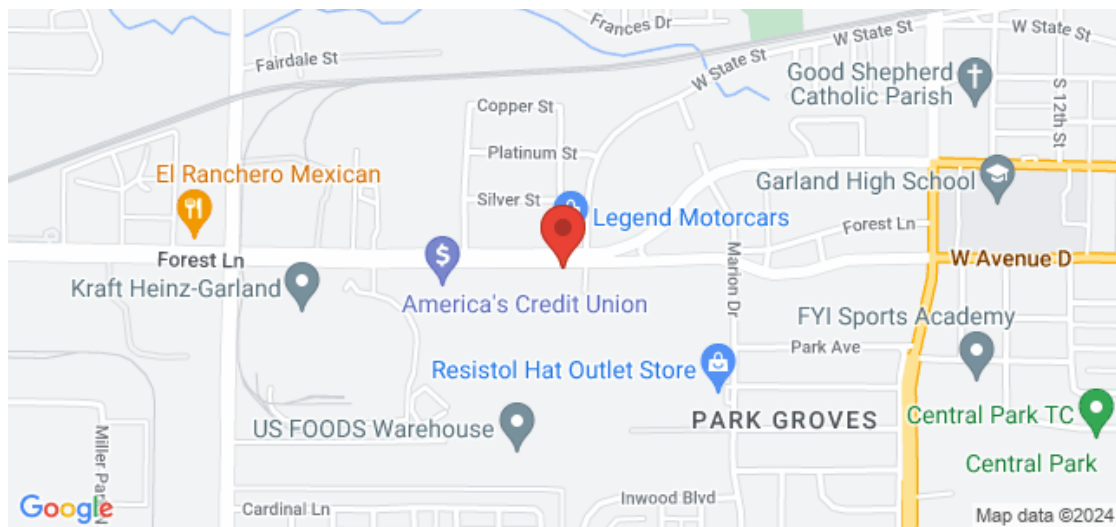 Frances Dr
W State St
Fairdale St
W State St
Good Shepherd
Catholic Parish
S 12th St
Copper St
Platinum St
El Ranchero Mexican
Silver St
Garland High School
Legend Motorcars
Forest Ln
Forest Ln
W Avenue D
Kraft Heinz-Garland
America's Credit Union
Marion Dr
FYI Sports Academy
Park Ave
Resistol Hat Outlet Store
PARK GROVES
Central Park TC
US FOODS Warehouse
Central Park
Cardinal Ln
Inwood Blvd
Google
Map data ©2024